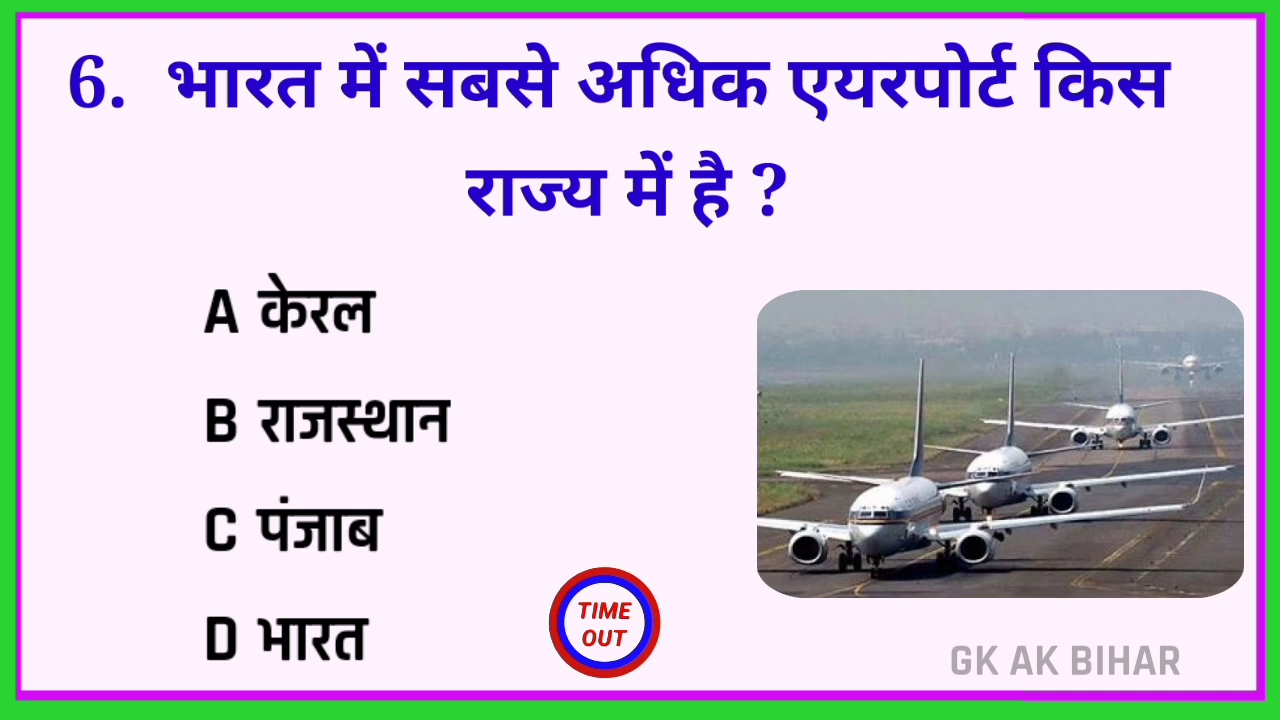 6. भारत में सबसे अधिक एयरपोर्ट किस
राज्य में है ?
A केरल
B राजस्थान
C पंजाब
D भारत
TIME
OUT
GK AK BIHAR